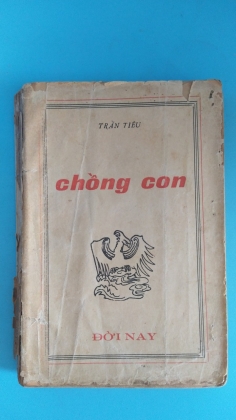 TRẦN TIÊU
chồng con
ĐỜI NAY